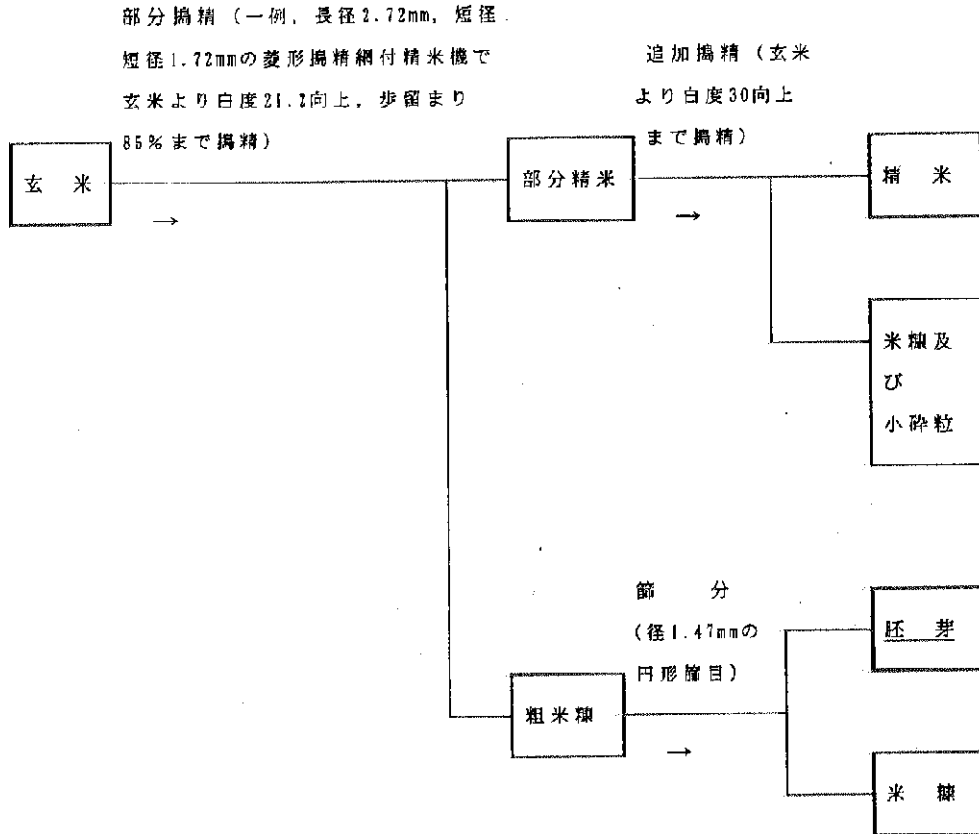 部分搗精（一例，長径2.72mm，短径
短径1.72mmの菱形搗精網付精米機で
玄米より白度21.2向上，歩留まり
85％まで搗精）
追加搗精（玄米
より白度30向上
まで搗精）
玄 米
→
部分精米
→
精 米
米糠及
び
小砕粒
篩 分
（径1.47mmの
円形篩目）
胚 芽
粗米糠
→
米 糠